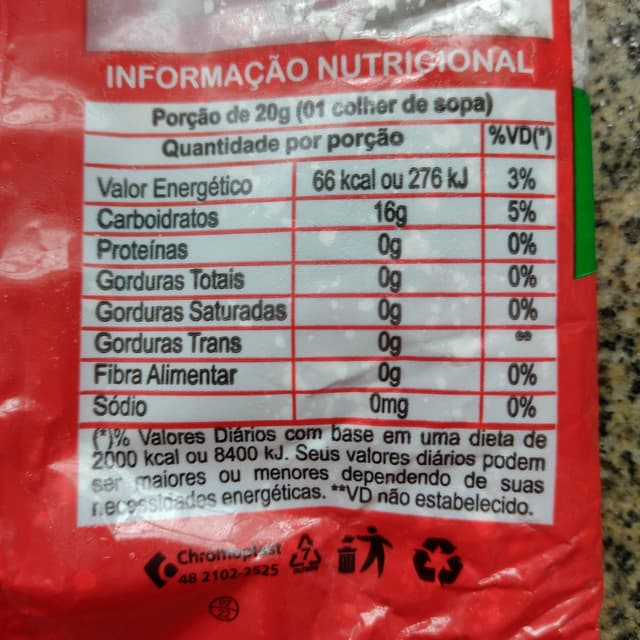 INFORMAÇÃO NUTRICIONAL
Porção de 20g (01 colher de sopa)
Quantidade por porção %VD(*)
Valor Energético 66 kcal ou 276 kJ 3%
Carboidratos 16g 5%
Proteínas 0g 0%
Gorduras Totais 0g 0%
Gorduras Saturadas 0g 0%
Gorduras Trans 0g **
Fibra Alimentar 0g 0%
Sódio 0mg 0%
(*)% Valores Diários com base em uma dieta de
2000 kcal ou 8400 kJ. Seus valores diários podem
ser maiores ou menores dependendo de suas
necessidades energéticas. **VD não estabelecido.
Chromoplast
48 2102-2525
7